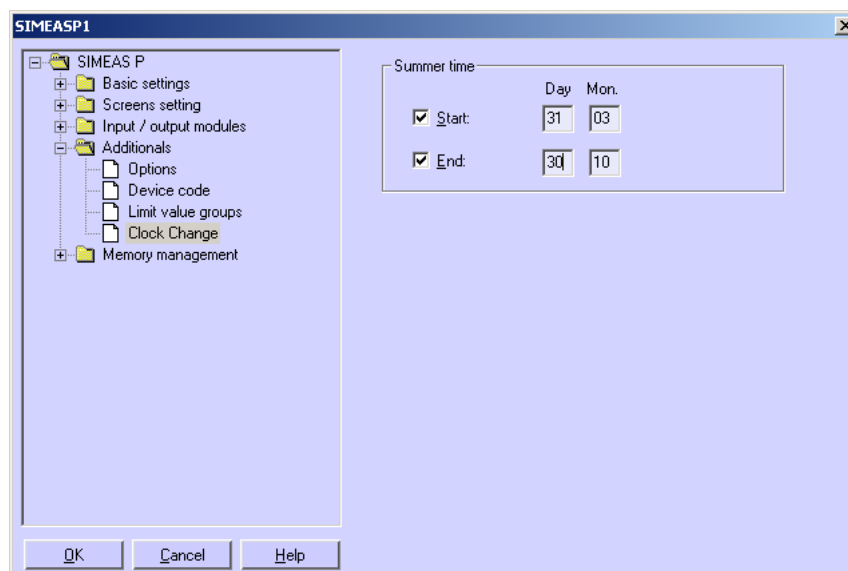 SIMEASP1
SIMEAS P
Basic settings
Screens setting
Input / output modules
Additionals
Options
Device code
Limit value groups
Clock Change
Memory management
Summer time
Day Mon.
Start: 31 03
End: 30 10
OK Cancel Help